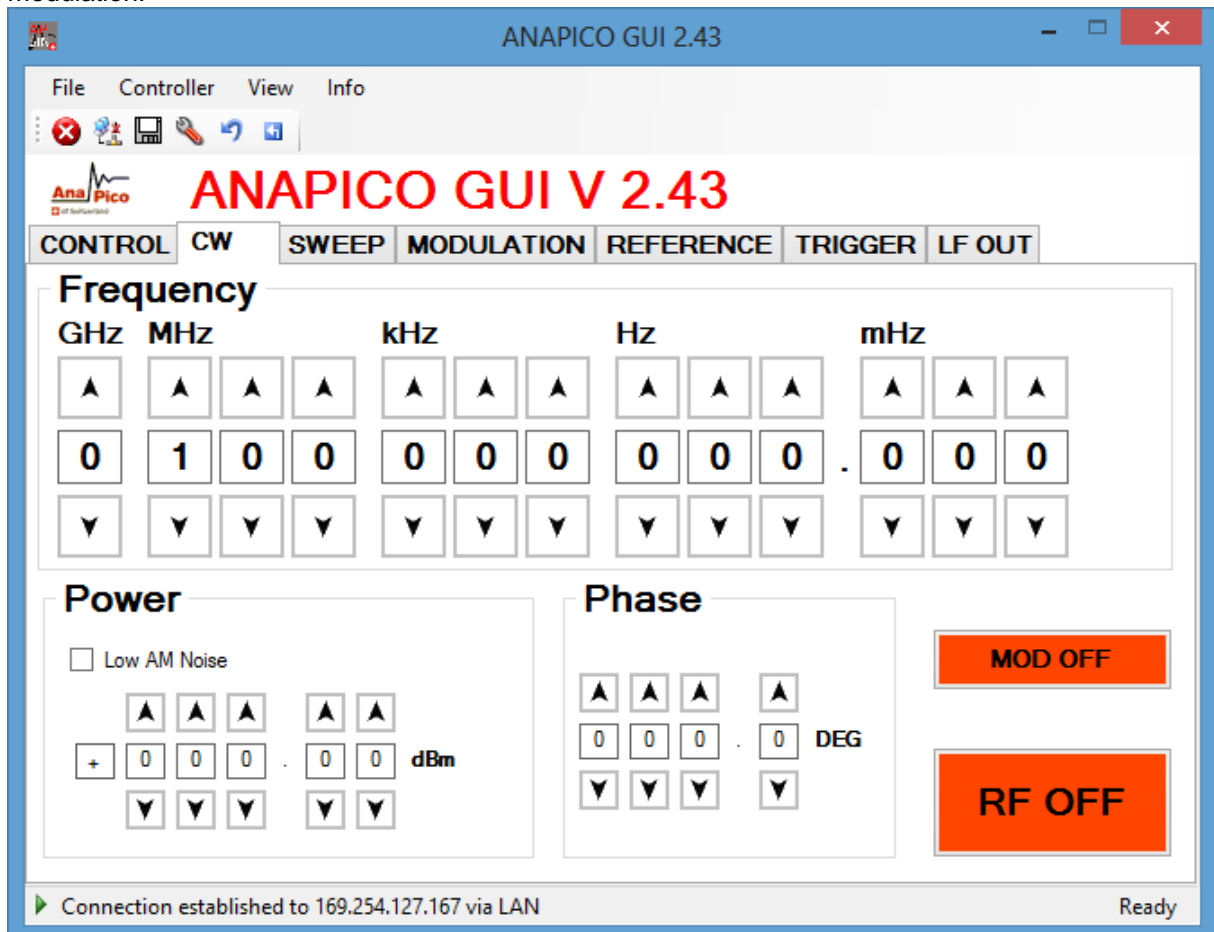 modulation.
ANAPICO GUI 2.43
File Controller View Info
Ana Pico
of Switzerland
ANAPICO GUI V 2.43
CONTROL CW SWEEP MODULATION REFERENCE TRIGGER LF OUT
Frequency
GHz MHz kHz Hz mHz
0 1 0 0 0 0 0 0 0 0 . 0 0 0
Power
Low AM Noise
+ 0 0 0 . 0 0 dBm
Phase
0 0 0 . 0 DEG
MOD OFF
RF OFF
Connection established to 169.254.127.167 via LAN Ready